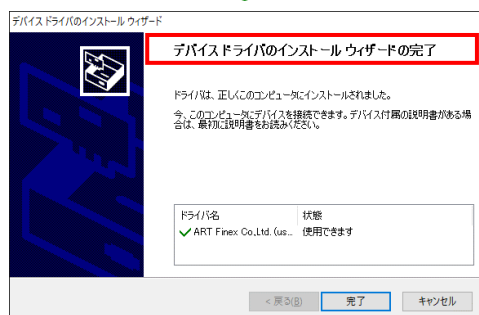 デバイス ドライバのインストール ウィザード
デバイス ドライバのインストール ウィザードの完了
ドライバは、正しくこのコンピュータにインストールされました。
今、このコンピュータにデバイスを接続できます。デバイス付属の説明書がある場
合は、最初に説明書をお読みください。
ドライバ名 状態
ART Finex Co.,Ltd. (us... 使用できます
< 戻る(B) 完了 キャンセル